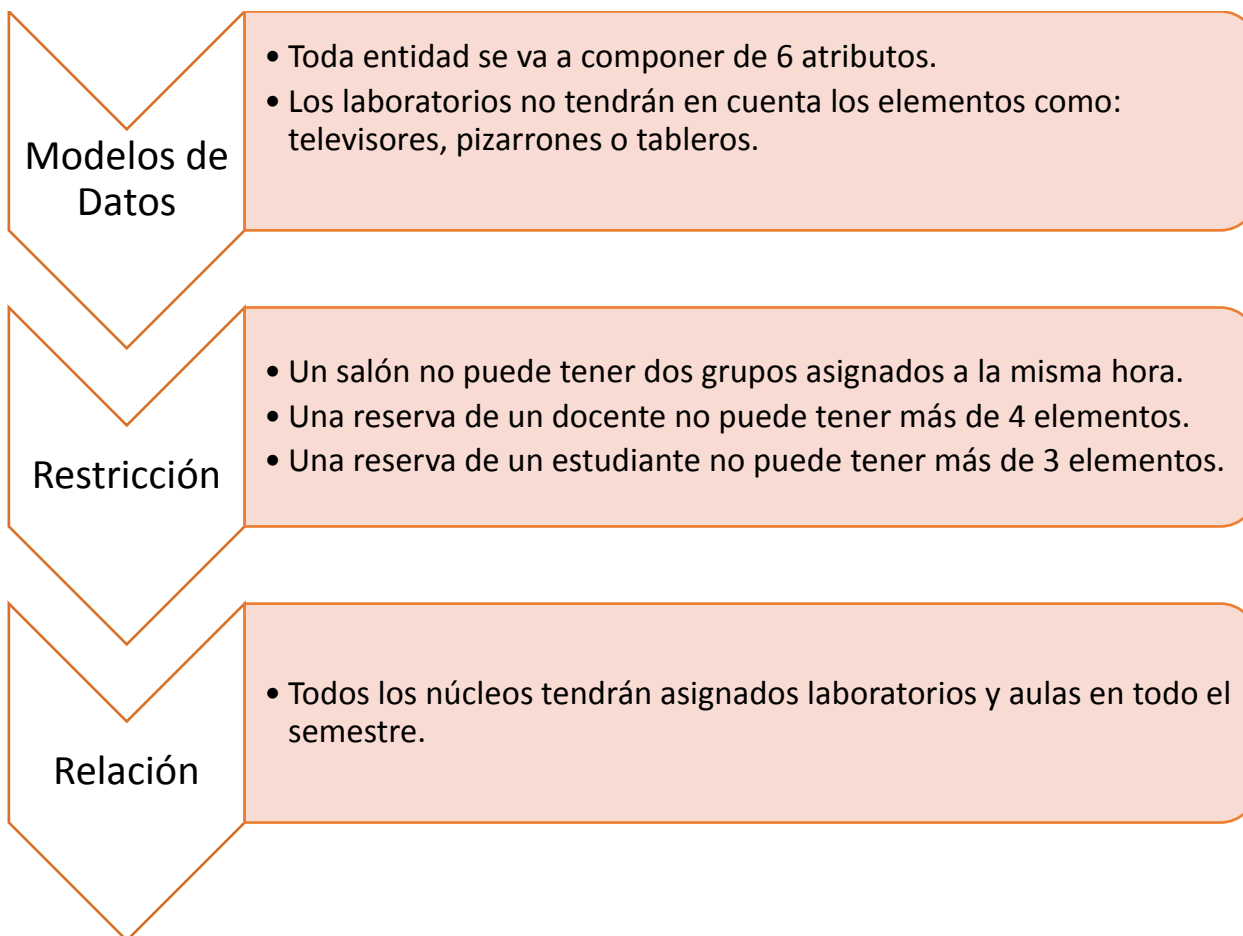 Modelos de
Datos
• Toda entidad se va a componer de 6 atributos.
• Los laboratorios no tendrán en cuenta los elementos como:
televisores, pizarrones o tableros.
Restricción
• Un salón no puede tener dos grupos asignados a la misma hora.
• Una reserva de un docente no puede tener más de 4 elementos.
• Una reserva de un estudiante no puede tener más de 3 elementos.
Relación
• Todos los núcleos tendrán asignados laboratorios y aulas en todo el
semestre.